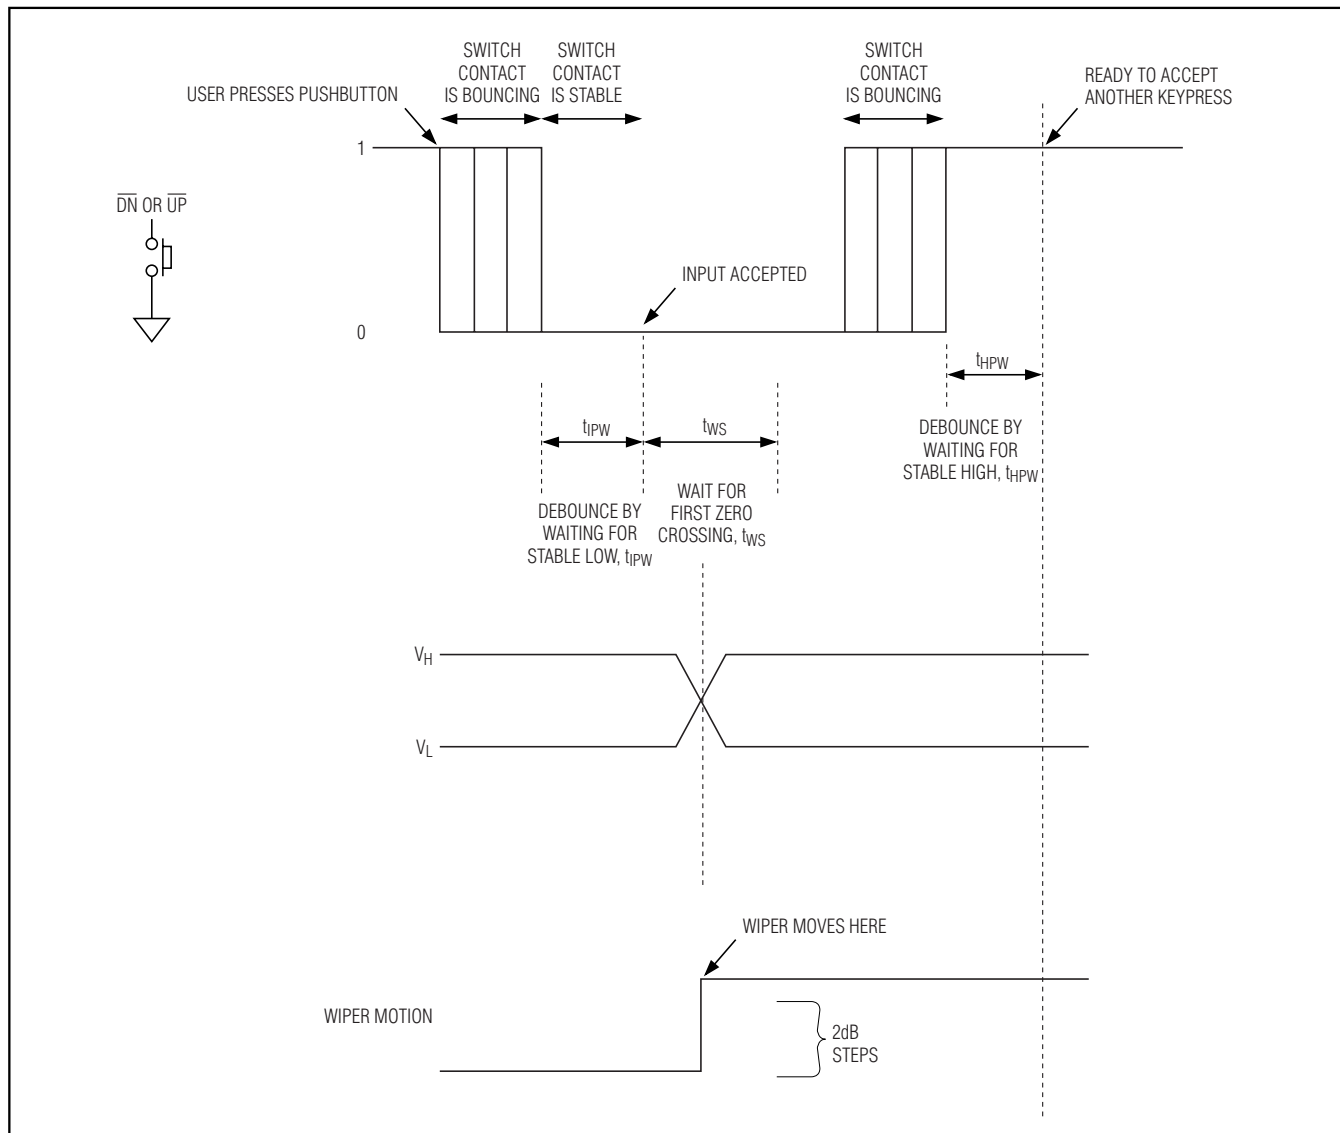 SWITCH
CONTACT
IS BOUNCING
SWITCH
CONTACT
IS STABLE
SWITCH
CONTACT
IS BOUNCING
USER PRESSES PUSHBUTTON
READY TO ACCEPT
ANOTHER KEYPRESS
1
D̅N̅ OR U̅P̅
INPUT ACCEPTED
0
tHPW
tIPW
tWS
DEBOUNCE BY
WAITING FOR
STABLE HIGH, tHPW
WAIT FOR
FIRST ZERO
CROSSING, tWS
DEBOUNCE BY
WAITING FOR
STABLE LOW, tIPW
VH
VL
WIPER MOVES HERE
WIPER MOTION
2dB
STEPS